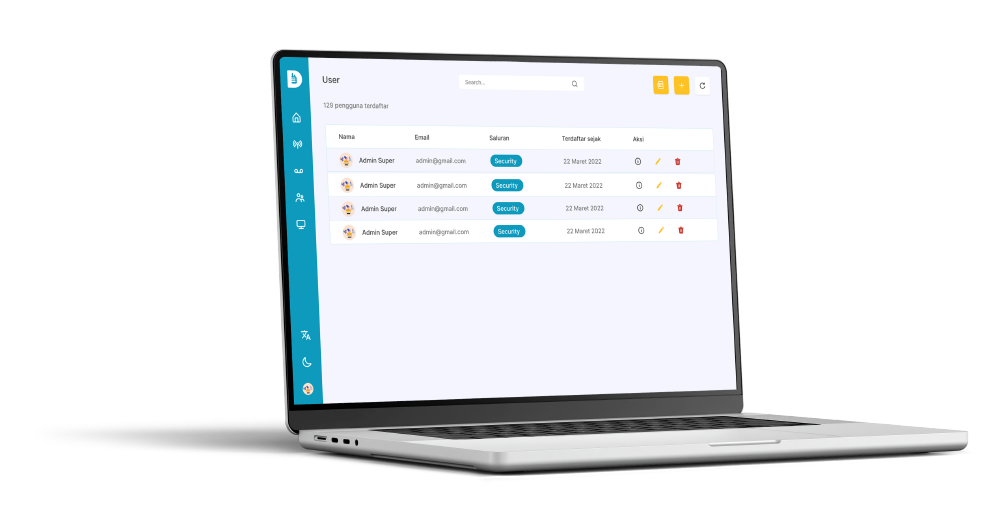 User
Search...
129 pengguna terdaftar
Nama Email Saluran Terdaftar sejak Aksi
Admin Super admin@gmail.com Security 22 Maret 2022
Admin Super admin@gmail.com Security 22 Maret 2022
Admin Super admin@gmail.com Security 22 Maret 2022
Admin Super admin@gmail.com Security 22 Maret 2022